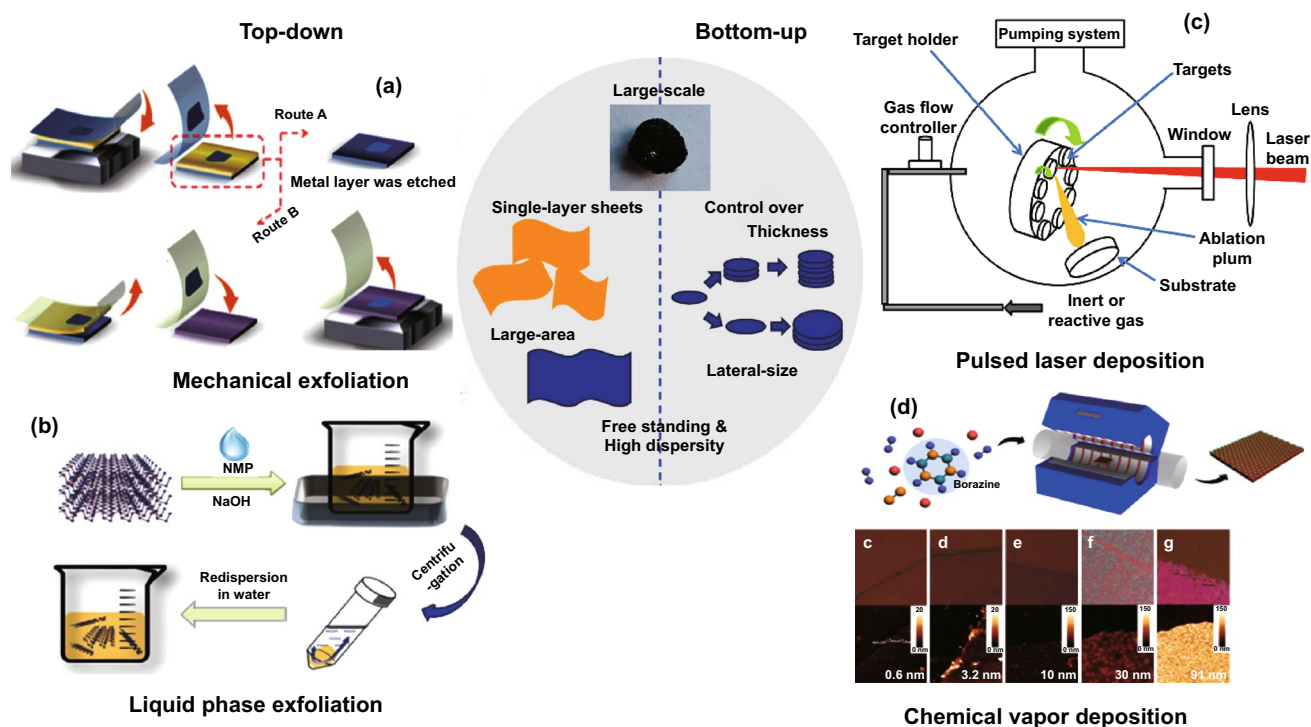 Top-down
(a)
Route A
Metal layer was etched
Route B
Mechanical exfoliation
(b)
NMP
NaOH
Centrifu
-gation
Redispersion
in water
Liquid phase exfoliation
Bottom-up
Large-scale
Single-layer sheets
Large-area
Control over
Thickness
Lateral-size
Free standing &
High dispersity
(c)
Pumping system
Target holder
Targets
Gas flow
controller
Lens
Window
Laser
beam
Ablation
plum
Substrate
Inert or
reactive gas
Pulsed laser deposition
(d)
Borazine
c
d
e
f
g
20
0 nm
20
0 nm
150
0 nm
150
0 nm
150
0 nm
0.6 nm
3.2 nm
10 nm
30 nm
91 nm
Chemical vapor deposition